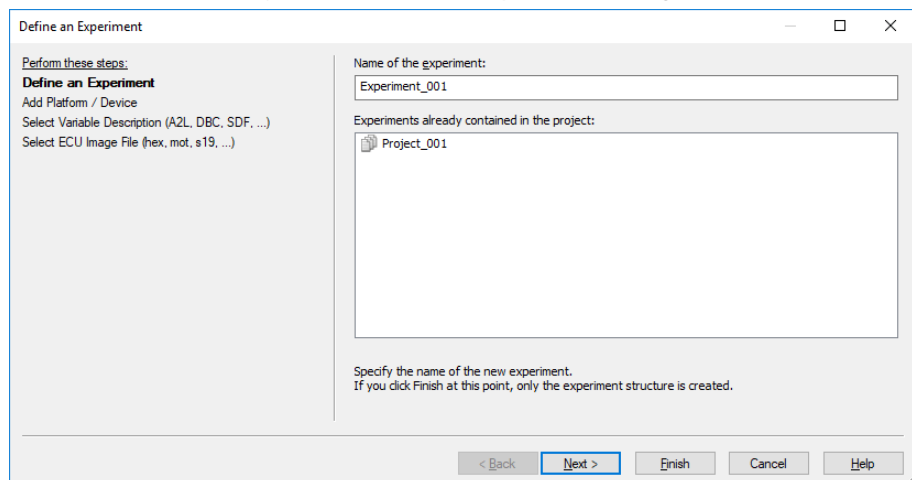 Define an Experiment
Perform these steps:
Define an Experiment
Add Platform / Device
Select Variable Description (A2L, DBC, SDF, ...)
Select ECU Image File (hex, mot, s19, ...)
Name of the experiment:
Experiment_001
Experiments already contained in the project:
Project_001
Specify the name of the new experiment.
If you click Finish at this point, only the experiment structure is created.
< Back Next > Finish Cancel Help